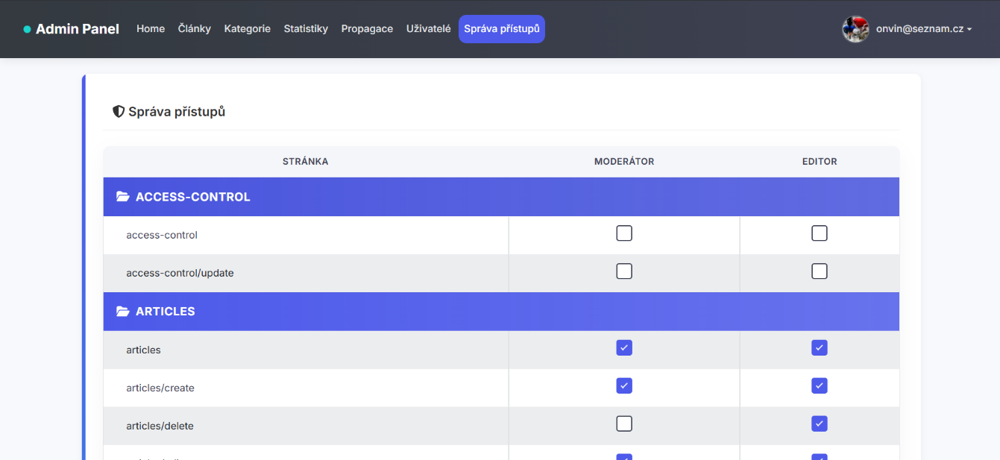 Admin Panel Home Články Kategorie Statistiky Propagace Uživatelé Správa přístupů onvin@seznam.cz
Správa přístupů
STRÁNKA MODERÁTOR EDITOR
ACCESS-CONTROL
access-control
access-control/update
ARTICLES
articles
articles/create
articles/delete